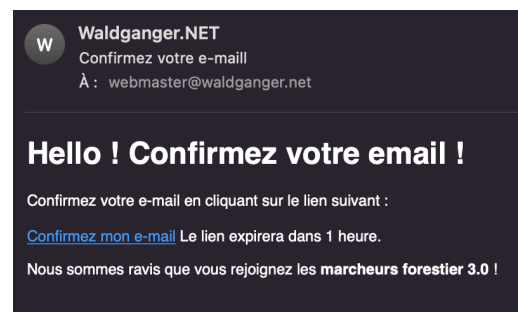 W
Waldganger.NET
Confirmez votre e-maill
À : webmaster@waldganger.net
Hello ! Confirmez votre email !
Confirmez votre e-mail en cliquant sur le lien suivant :
Confirmez mon e-mail Le lien expirera dans 1 heure.
Nous sommes ravis que vous rejoignez les marcheurs forestier 3.0 !